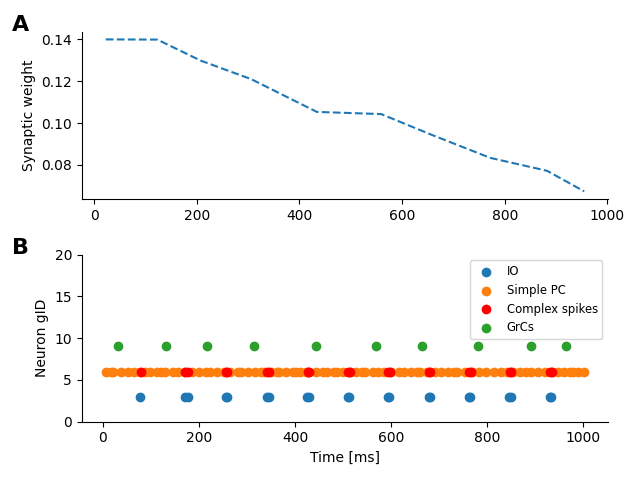 A
0.14
0.12
0.10
0.08
Synaptic weight
0 200 400 600 800 1000
B
20
15
10
5
0
Neuron gID
IO
Simple PC
Complex spikes
GrCs
0 200 400 600 800 1000
Time [ms]